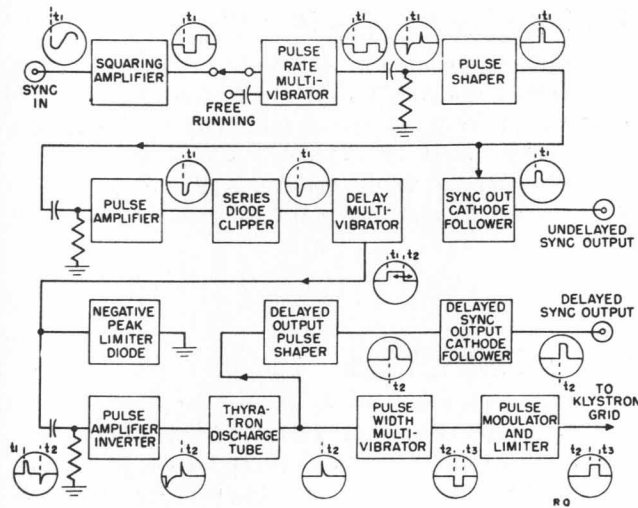 t1
t1
t1
t1
t1
SYNC IN
SQUARING AMPLIFIER
FREE RUNNING
PULSE RATE MULTI- VIBRATOR
PULSE SHAPER
t1
t1
t1
PULSE AMPLIFIER
SERIES DIODE CLIPPER
DELAY MULTI- VIBRATOR
SYNC OUT CATHODE FOLLOWER
UNDELAYED SYNC OUTPUT
t1 t2
NEGATIVE PEAK LIMITER DIODE
DELAYED OUTPUT PULSE SHAPER
DELAYED SYNC OUTPUT CATHODE FOLLOWER
DELAYED SYNC OUTPUT
t2
t2
PULSE AMPLIFIER INVERTER
THYRA- TRON DISCHARGE TUBE
PULSE WIDTH MULTI- VIBRATOR
PULSE MODULATOR AND LIMITER
TO KLYSTRON GRID
t1 t2
t2
t2
t2 t3
t2 t3
RQ